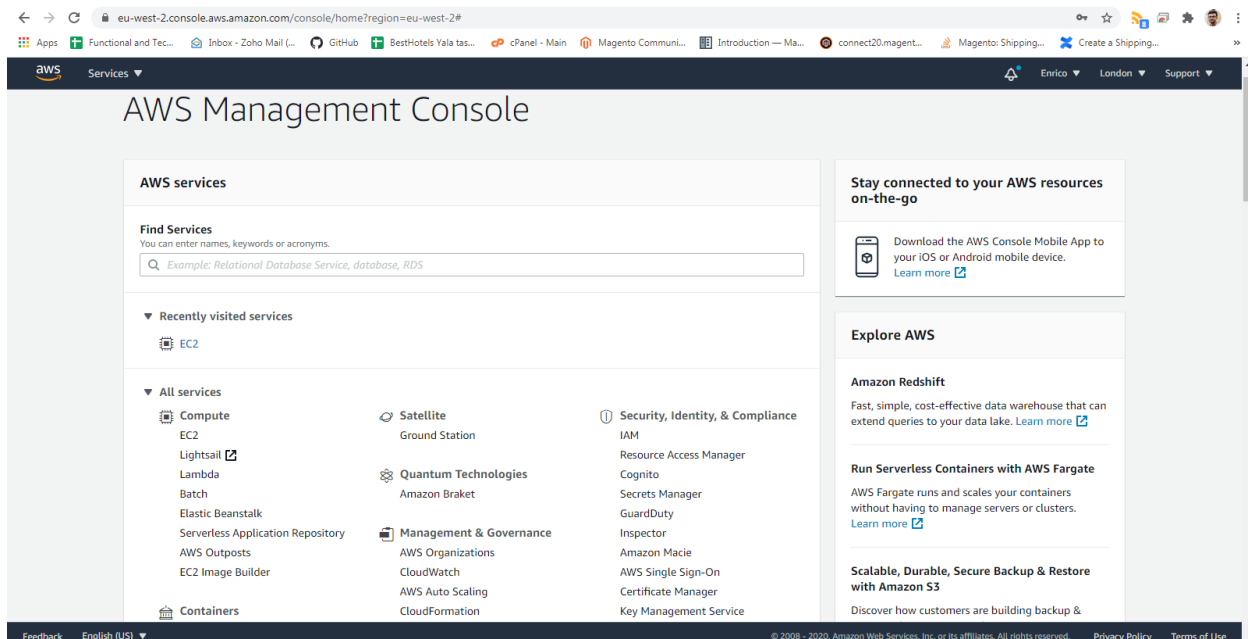 eu-west-2.console.aws.amazon.com/console/home?region=eu-west-2#
Apps Functional and Tec... Inbox - Zoho Mail (... GitHub BestHotels Yala tas... cPanel - Main Magento Communi... Introduction — Ma... connect20.magent... Magento: Shipping... Create a Shipping... »
aws Services ▼ Enrico ▼ London ▼ Support ▼
AWS Management Console
AWS services
Find Services
You can enter names, keywords or acronyms.
Example: Relational Database Service, database, RDS
▼ Recently visited services
EC2
▼ All services
Compute
EC2
Lightsail
Lambda
Batch
Elastic Beanstalk
Serverless Application Repository
AWS Outposts
EC2 Image Builder
Containers
Satellite
Ground Station
Quantum Technologies
Amazon Braket
Management & Governance
AWS Organizations
CloudWatch
AWS Auto Scaling
CloudFormation
Security, Identity, & Compliance
IAM
Resource Access Manager
Cognito
Secrets Manager
GuardDuty
Inspector
Amazon Macie
AWS Single Sign-On
Certificate Manager
Key Management Service
Stay connected to your AWS resources
on-the-go
Download the AWS Console Mobile App to
your iOS or Android mobile device.
Learn more
Explore AWS
Amazon Redshift
Fast, simple, cost-effective data warehouse that can
extend queries to your data lake. Learn more
Run Serverless Containers with AWS Fargate
AWS Fargate runs and scales your containers
without having to manage servers or clusters.
Learn more
Scalable, Durable, Secure Backup & Restore
with Amazon S3
Discover how customers are building backup &
Feedback English (US) ▼ © 2008 - 2020, Amazon Web Services, Inc. or its affiliates. All rights reserved. Privacy Policy Terms of Use